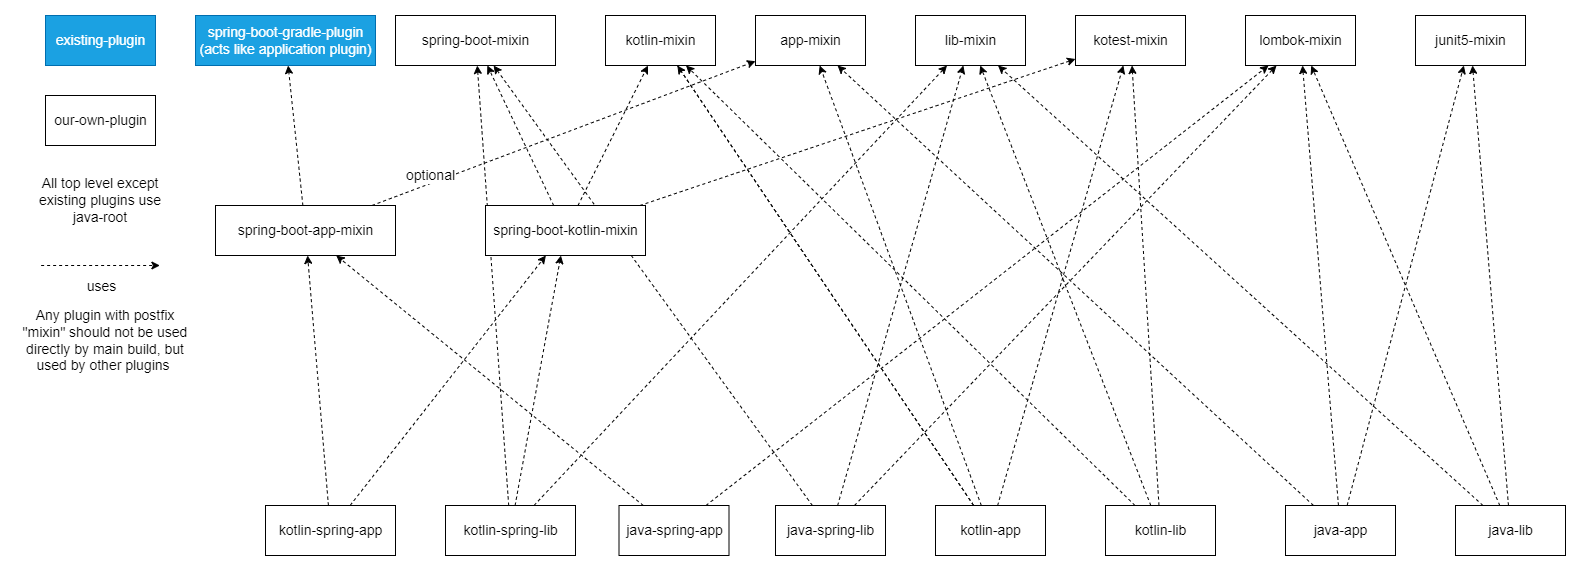 existing-plugin
spring-boot-gradle-plugin
(acts like application plugin)
spring-boot-mixin
kotlin-mixin
app-mixin
lib-mixin
kotest-mixin
lombok-mixin
junit5-mixin
our-own-plugin
All top level except
existing plugins use
java-root
optional
spring-boot-app-mixin
spring-boot-kotlin-mixin
uses
Any plugin with postfix
"mixin" should not be used
directly by main build, but
used by other plugins
kotlin-spring-app
kotlin-spring-lib
java-spring-app
java-spring-lib
kotlin-app
kotlin-lib
java-app
java-lib